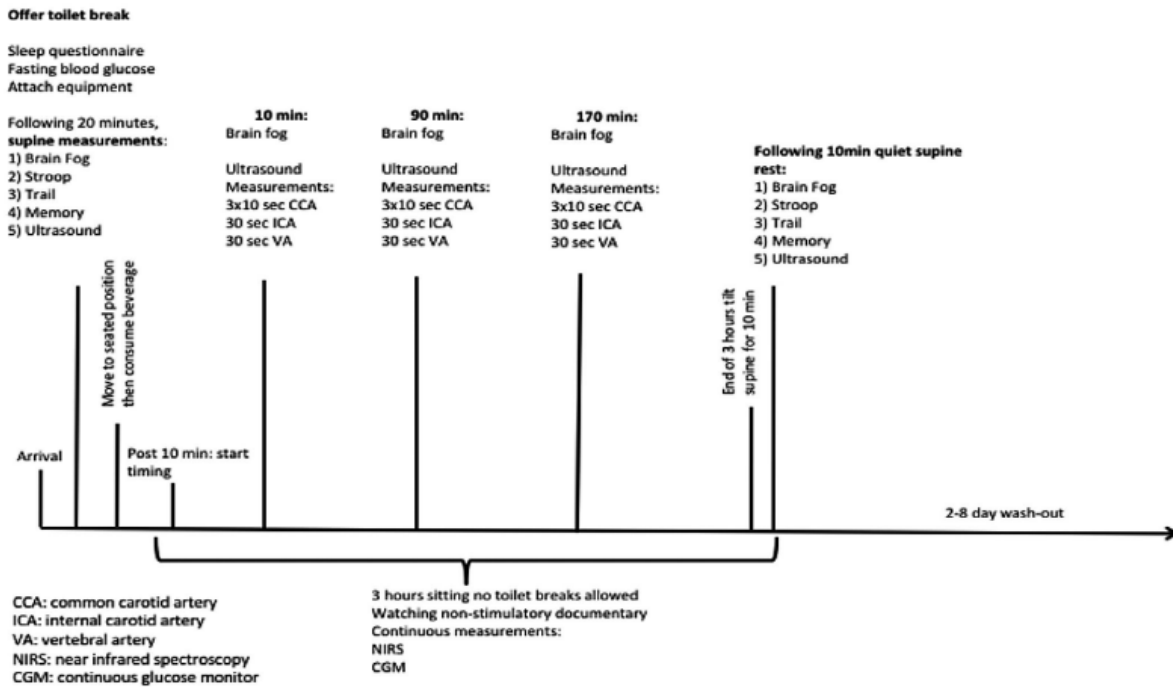 Offer toilet break
Sleep questionnaire
Fasting blood glucose
Attach equipment
Following 20 minutes,
supine measurements:
1) Brain Fog
2) Stroop
3) Trail
4) Memory
5) Ultrasound
Arrival
Move to seated position
then consume beverage
Post 10 min: start
timing
10 min:
Brain fog
Ultrasound
Measurements:
3x10 sec CCA
30 sec ICA
30 sec VA
90 min:
Brain fog
Ultrasound
Measurements:
3x10 sec CCA
30 sec ICA
30 sec VA
170 min:
Brain fog
Ultrasound
Measurements:
3x10 sec CCA
30 sec ICA
30 sec VA
End of 3 hours tilt
supine for 10 min
Following 10min quiet supine
rest:
1) Brain Fog
2) Stroop
3) Trail
4) Memory
5) Ultrasound
2-8 day wash-out
3 hours sitting no toilet breaks allowed
Watching non-stimulatory documentary
Continuous measurements:
NIRS
CGM
CCA: common carotid artery
ICA: internal carotid artery
VA: vertebral artery
NIRS: near infrared spectroscopy
CGM: continuous glucose monitor